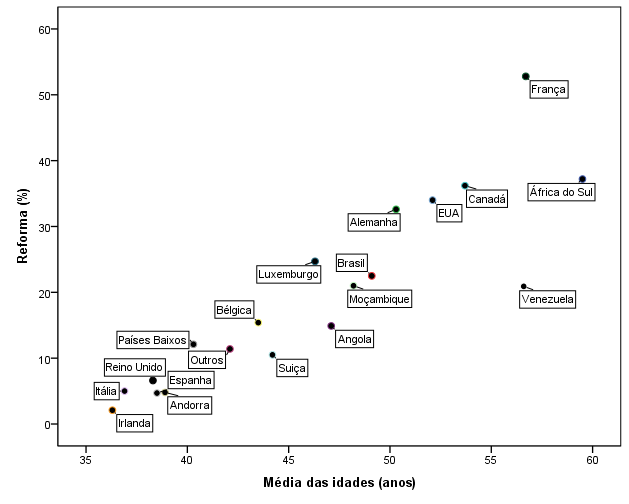 Reforma (%)
60
50
40
30
20
10
0
França
África do Sul
Canadá
EUA
Alemanha
Brasil
Luxemburgo
Moçambique
Venezuela
Bélgica
Angola
Países Baixos
Outros
Suiça
Reino Unido
Espanha
Itália
Andorra
Irlanda
35 40 45 50 55 60
Média das idades (anos)